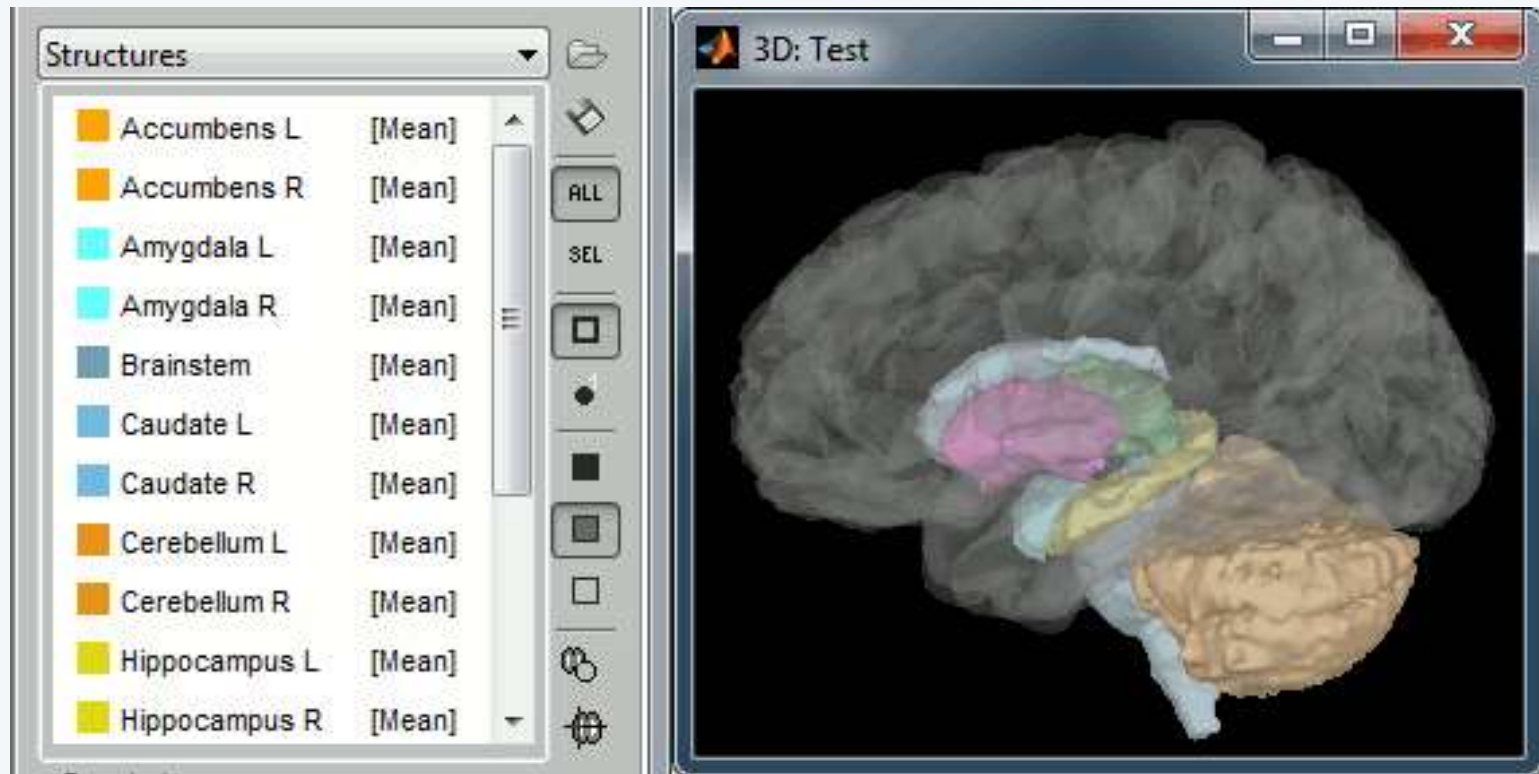 Structures
Accumbens L [Mean]
Accumbens R [Mean]
Amygdala L [Mean]
Amygdala R [Mean]
Brainstem [Mean]
Caudate L [Mean]
Caudate R [Mean]
Cerebellum L [Mean]
Cerebellum R [Mean]
Hippocampus L [Mean]
Hippocampus R [Mean]
ALL
SEL
3D: Test